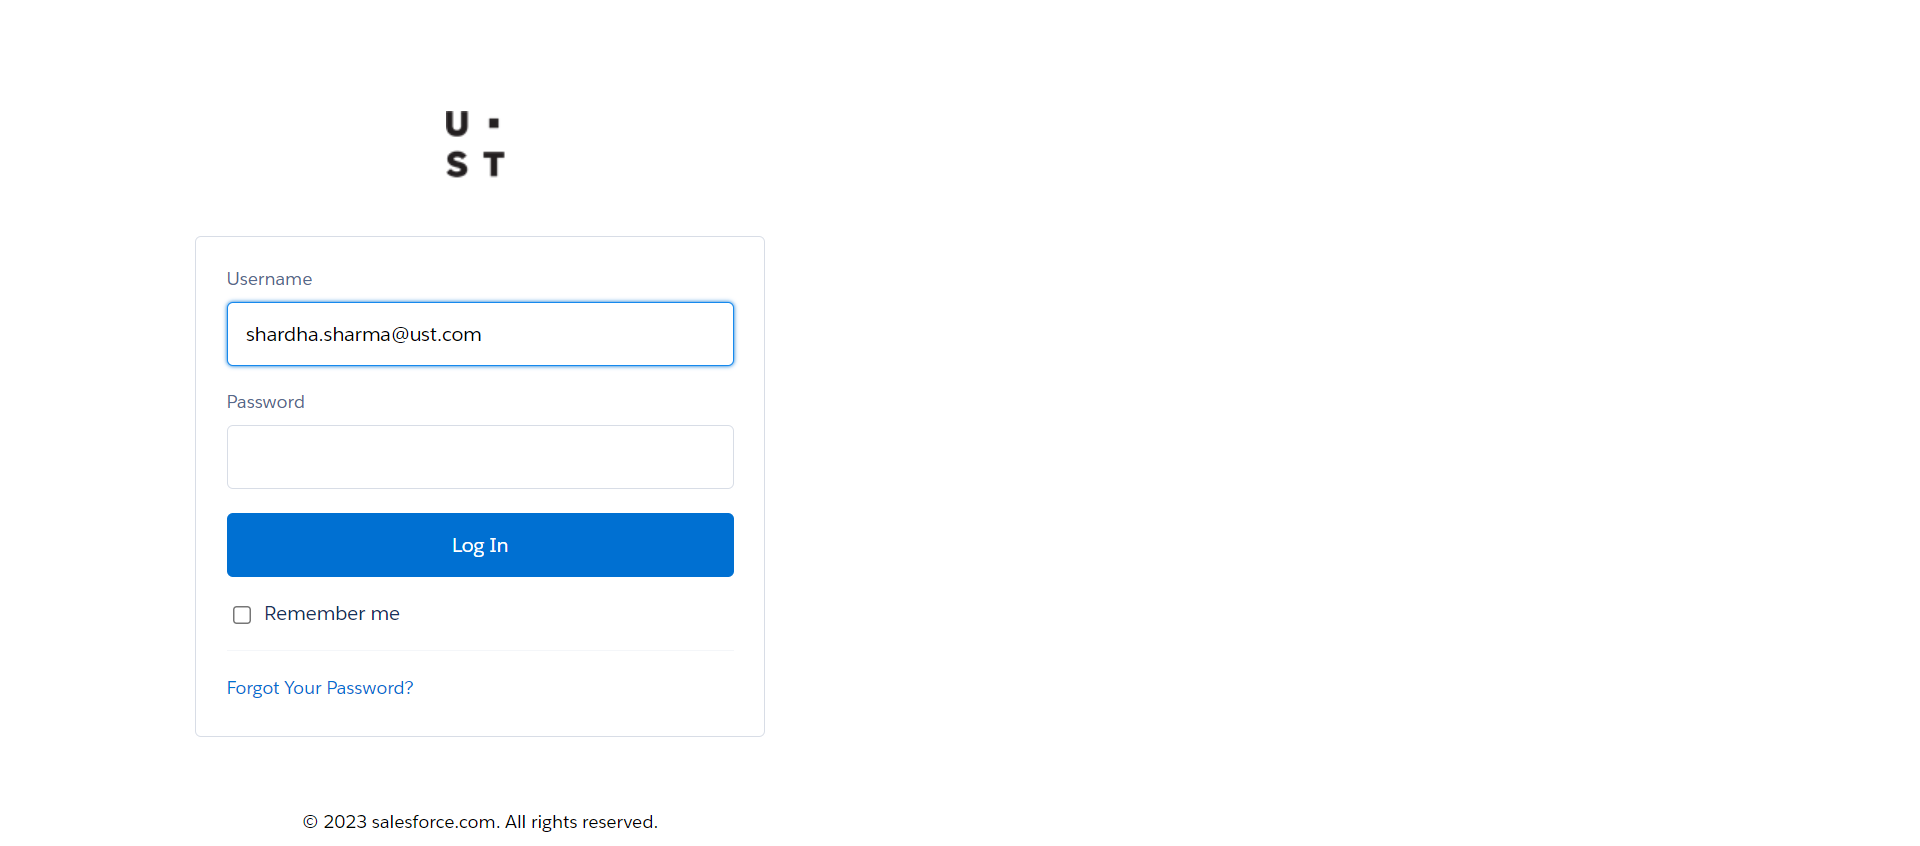 U ▪
S T
Username
shardha.sharma@ust.com
Password
Log In
Remember me
Forgot Your Password?
© 2023 salesforce.com. All rights reserved.